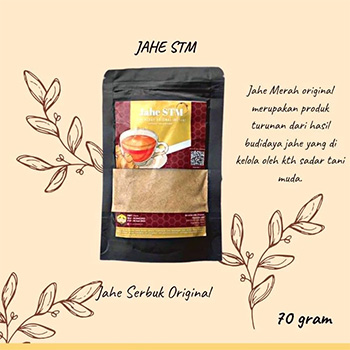 JAHE STM
Jahe Merah original
merupakan produk
turunan dari hasil
budidaya jahe yang di
kelola oleh kth sadar tani
muda.
Jahe STM
Jahe Serbuk Original
70 gram